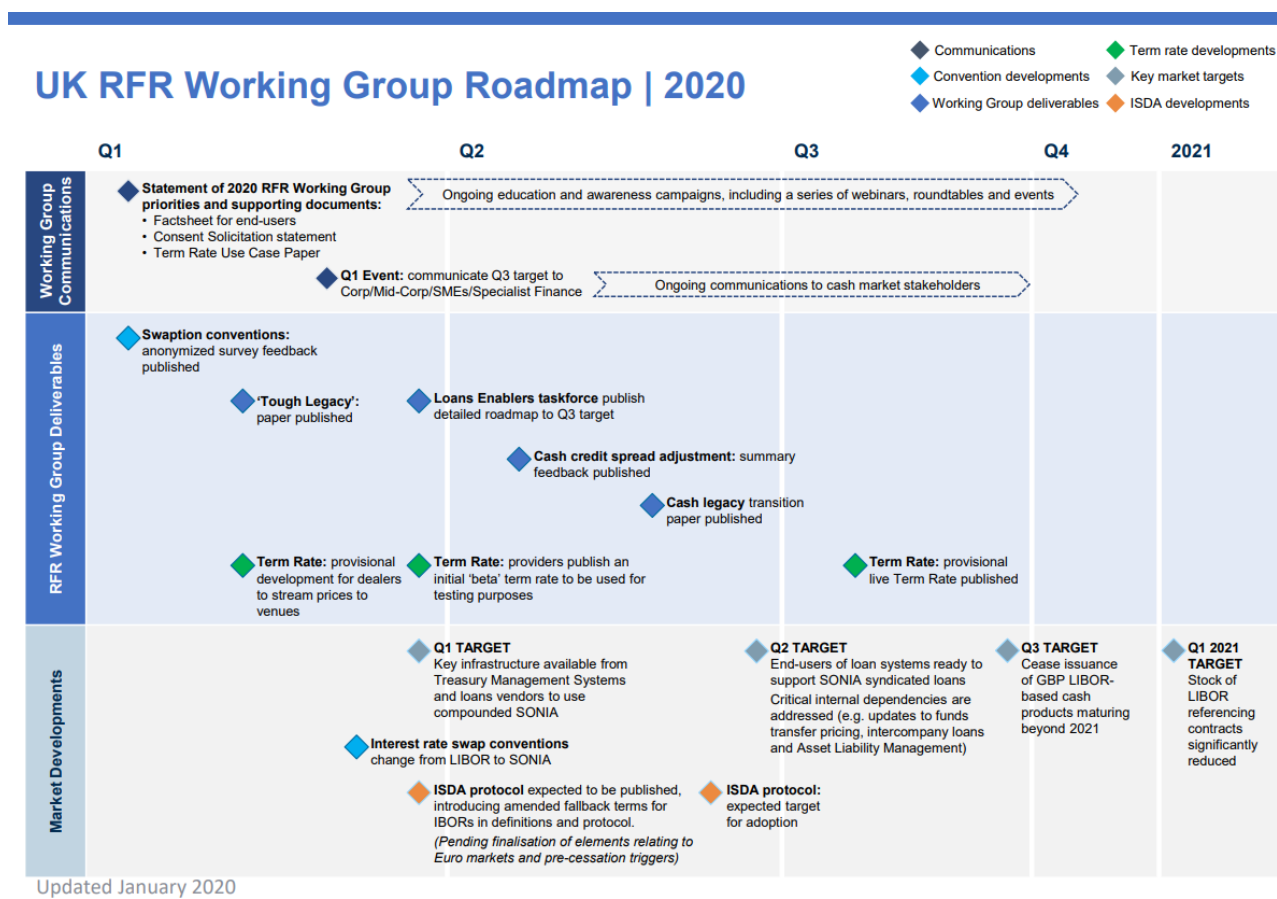 Communications
Term rate developments
Convention developments
Key market targets
Working Group deliverables
ISDA developments
UK RFR Working Group Roadmap | 2020
Q1
Q2
Q3
Q4
2021
Working Group
Communications
Statement of 2020 RFR Working Group
priorities and supporting documents:
• Factsheet for end-users
• Consent Solicitation statement
• Term Rate Use Case Paper
Ongoing education and awareness campaigns, including a series of webinars, roundtables and events
Q1 Event: communicate Q3 target to
Corp/Mid-Corp/SMEs/Specialist Finance
Ongoing communications to cash market stakeholders
RFR Working Group Deliverables
Swaption conventions:
anonymized survey feedback
published
'Tough Legacy':
paper published
Loans Enablers taskforce publish
detailed roadmap to Q3 target
Cash credit spread adjustment: summary
feedback published
Cash legacy transition
paper published
Term Rate: provisional
development for dealers
to stream prices to
venues
Term Rate: providers publish an
initial 'beta' term rate to be used for
testing purposes
Term Rate: provisional
live Term Rate published
Market Developments
Q1 TARGET
Key infrastructure available from
Treasury Management Systems
and loans vendors to use
compounded SONIA
Q2 TARGET
End-users of loan systems ready to
support SONIA syndicated loans
Critical internal dependencies are
addressed (e.g. updates to funds
transfer pricing, intercompany loans
and Asset Liability Management)
Q3 TARGET
Cease issuance
of GBP LIBOR-
based cash
products maturing
beyond 2021
Q1 2021
TARGET
Stock of
LIBOR
referencing
contracts
significantly
reduced
Interest rate swap conventions
change from LIBOR to SONIA
ISDA protocol expected to be published,
introducing amended fallback terms for
IBORs in definitions and protocol.
(Pending finalisation of elements relating to
Euro markets and pre-cessation triggers)
ISDA protocol:
expected target
for adoption
Updated January 2020